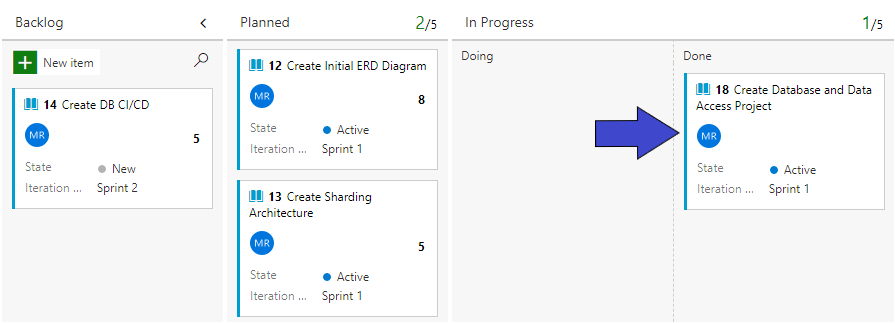 Backlog
New item
14 Create DB CI/CD
MR
5
State New
Iteration ... Sprint 2
Planned 2/5
12 Create Initial ERD Diagram
MR
8
State Active
Iteration ... Sprint 1
13 Create Sharding
Architecture
MR
5
State Active
Iteration ... Sprint 1
In Progress 1/5
Doing
Done
18 Create Database and Data
Access Project
MR
State Active
Iteration ... Sprint 1